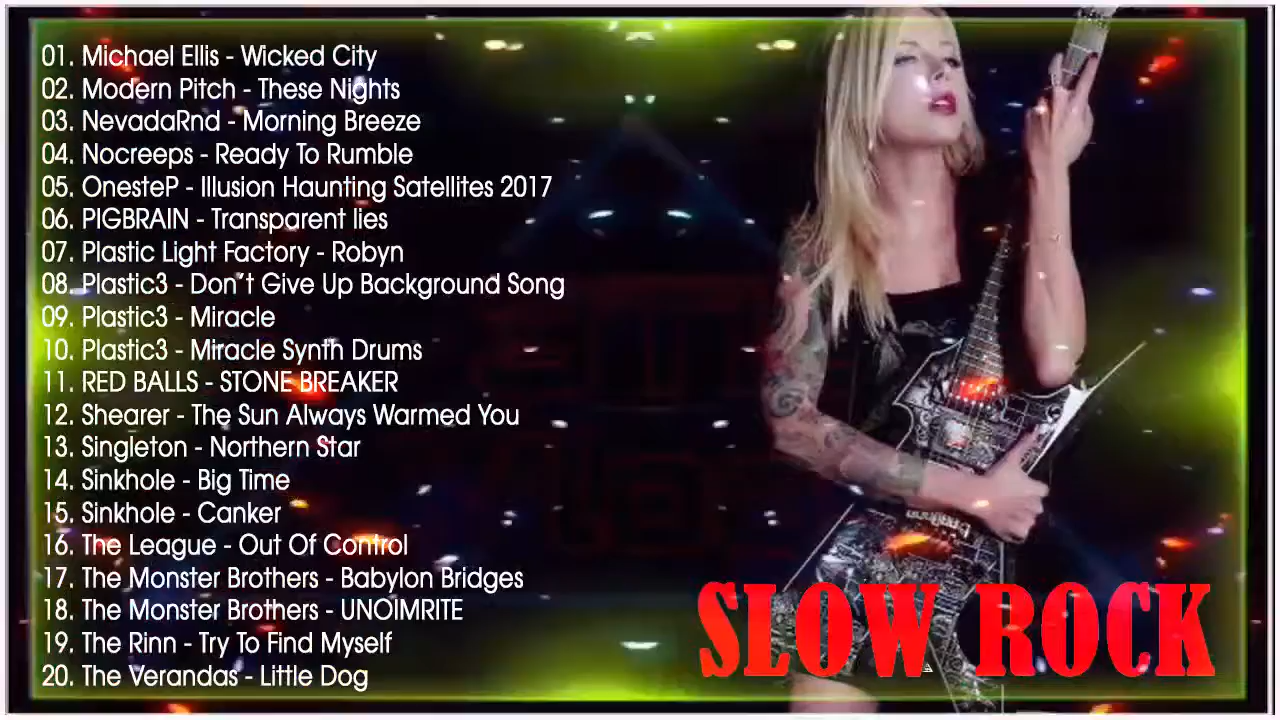 01. Michael Ellis - Wicked City
02. Modern Pitch - These Nights
03. NevadaRnd - Morning Breeze
04. Nocreeps - Ready To Rumble
05. OnesteP - Illusion Haunting Satellites 2017
06. PIGBRAIN - Transparent lies
07. Plastic Light Factory - Robyn
08. Plastic3 - Don't Give Up Background Song
09. Plastic3 - Miracle
10. Plastic3 - Miracle Synth Drums
11. RED BALLS - STONE BREAKER
12. Shearer - The Sun Always Warmed You
13. Singleton - Northern Star
14. Sinkhole - Big Time
15. Sinkhole - Canker
16. The League - Out Of Control
17. The Monster Brothers - Babylon Bridges
18. The Monster Brothers - UNOIMRITE
19. The Rinn - Try To Find Myself
20. The Verandas - Little Dog
SLOW ROCK